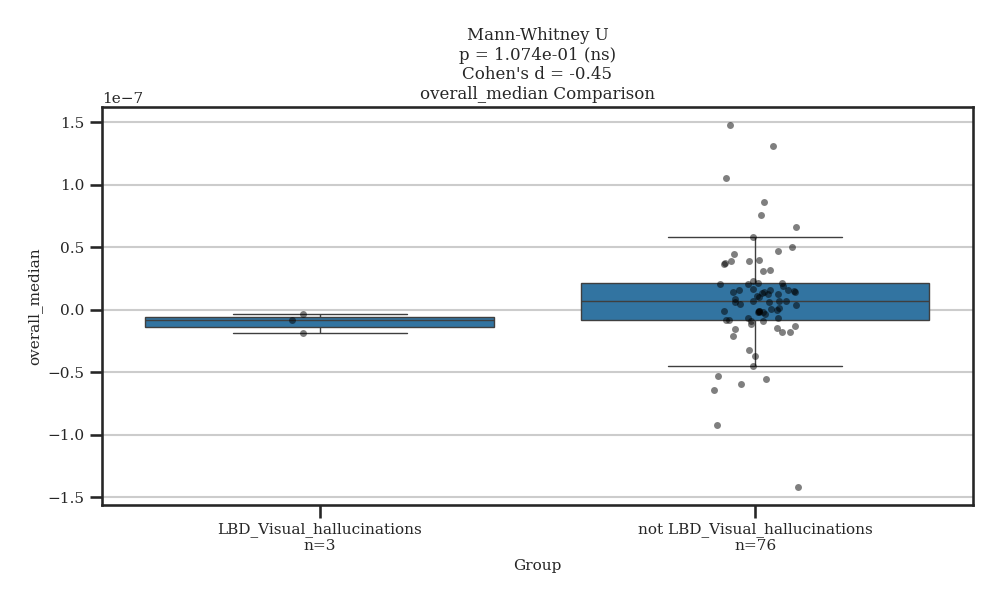 Mann-Whitney U
p = 1.074e-01 (ns)
Cohen's d = -0.45
overall_median Comparison
1e−7
1.5
1.0
0.5
0.0
−0.5
−1.0
−1.5
overall_median
LBD_Visual_hallucinations
n=3
not LBD_Visual_hallucinations
n=76
Group